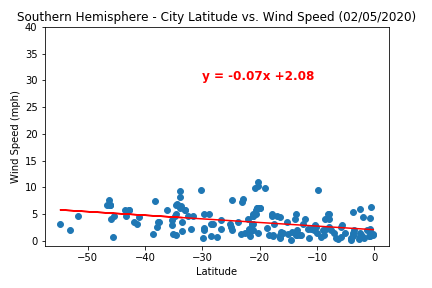 Southern Hemisphere - City Latitude vs. Wind Speed (02/05/2020)
40
35
30
25
20
15
10
5
0
Wind Speed (mph)
y = -0.07x +2.08
−50 −40 −30 −20 −10 0
Latitude